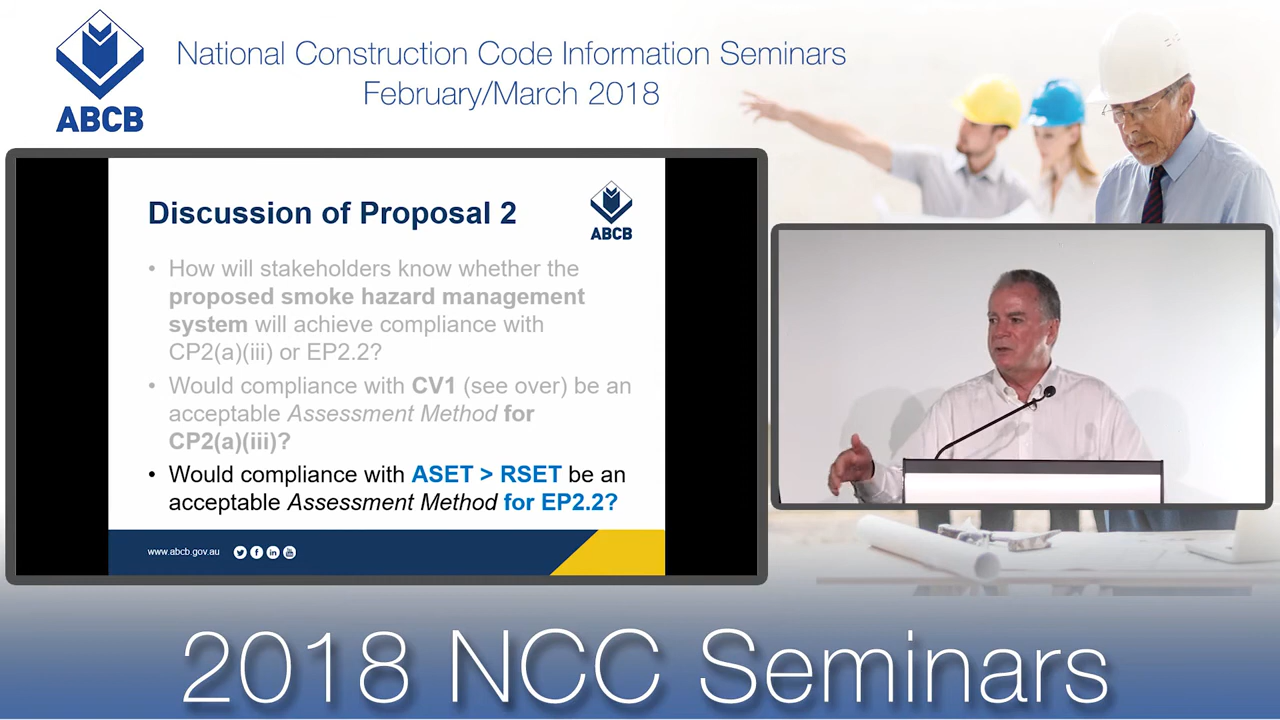 ABCB
National Construction Code Information Seminars
February/March 2018
Discussion of Proposal 2
ABCB
• How will stakeholders know whether the
proposed smoke hazard management
system will achieve compliance with
CP2(a)(iii) or EP2.2?
• Would compliance with CV1 (see over) be an
acceptable Assessment Method for
CP2(a)(iii)?
• Would compliance with ASET > RSET be an
acceptable Assessment Method for EP2.2?
www.abcb.gov.au
2018 NCC Seminars